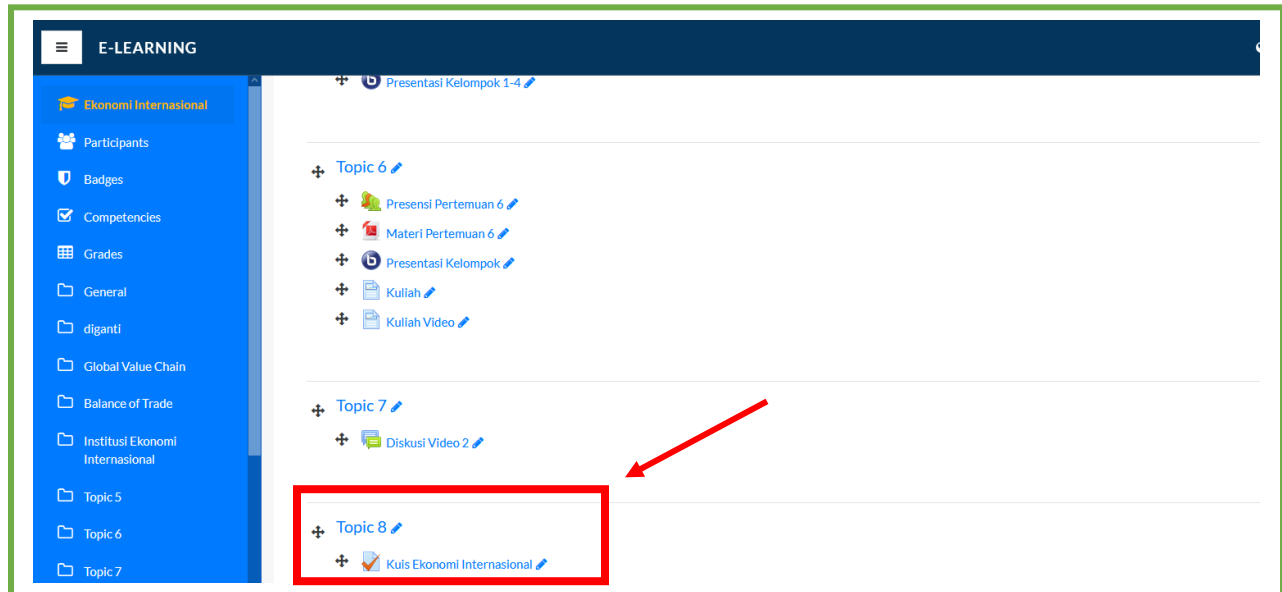 E-LEARNING
Ekonomi Internasional
Participants
Badges
Competencies
Grades
General
diganti
Global Value Chain
Balance of Trade
Institusi Ekonomi
Internasional
Topic 5
Topic 6
Topic 7
Presentasi Kelompok 1-4
Topic 6
Presensi Pertemuan 6
Materi Pertemuan 6
Presentasi Kelompok
Kuliah
Kuliah Video
Topic 7
Diskusi Video 2
Topic 8
Kuis Ekonomi Internasional